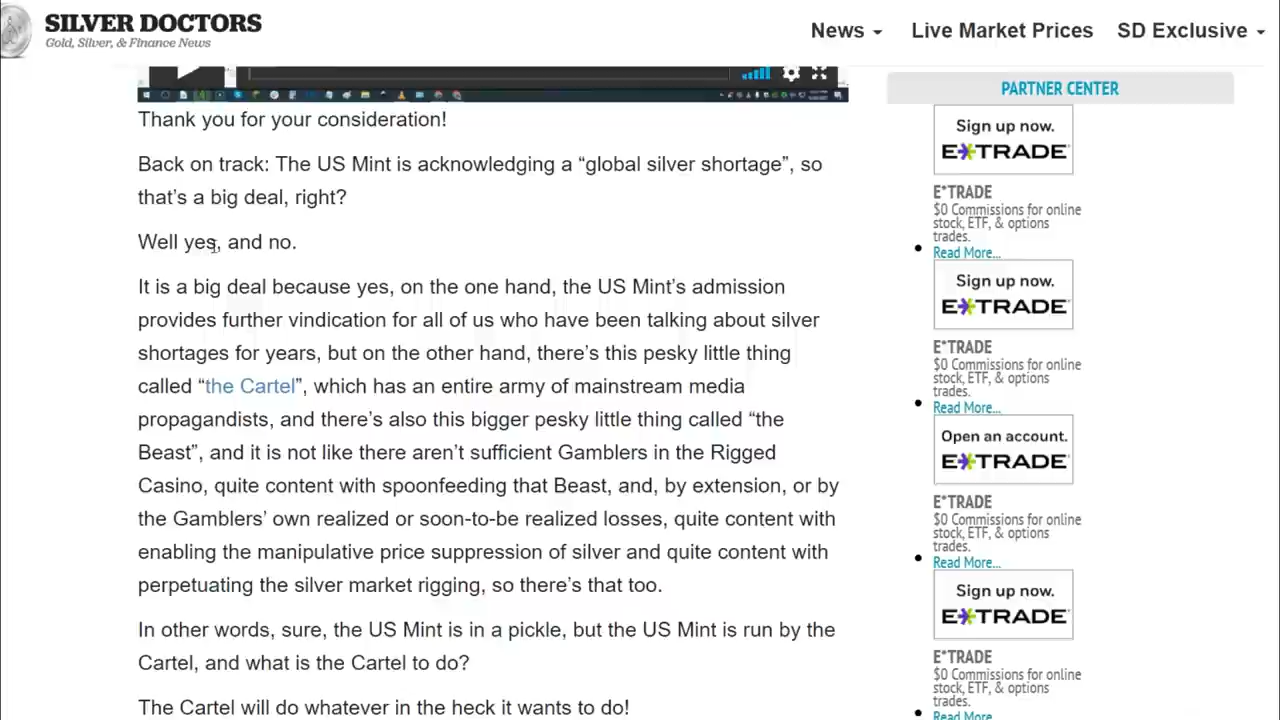 SILVER DOCTORS
Gold, Silver, & Finance News
News
Live Market Prices
SD Exclusive
Thank you for your consideration!
Back on track: The US Mint is acknowledging a “global silver shortage”, so
that’s a big deal, right?
Well yes, and no.
It is a big deal because yes, on the one hand, the US Mint’s admission
provides further vindication for all of us who have been talking about silver
shortages for years, but on the other hand, there’s this pesky little thing
called “the Cartel”, which has an entire army of mainstream media
propagandists, and there’s also this bigger pesky little thing called “the
Beast”, and it is not like there aren’t sufficient Gamblers in the Rigged
Casino, quite content with spoonfeeding that Beast, and, by extension, or by
the Gamblers’ own realized or soon-to-be realized losses, quite content with
enabling the manipulative price suppression of silver and quite content with
perpetuating the silver market rigging, so there’s that too.
In other words, sure, the US Mint is in a pickle, but the US Mint is run by the
Cartel, and what is the Cartel to do?
The Cartel will do whatever in the heck it wants to do!
PARTNER CENTER
Sign up now.
E*TRADE
E*TRADE
$0 Commissions for online
stock, ETF, & options
trades.
Read More...
Sign up now.
E*TRADE
E*TRADE
$0 Commissions for online
stock, ETF, & options
trades.
Read More...
Open an account.
E*TRADE
E*TRADE
$0 Commissions for online
stock, ETF, & options
trades.
Read More...
Sign up now.
E*TRADE
E*TRADE
$0 Commissions for online
stock, ETF, & options
trades.
Read More...